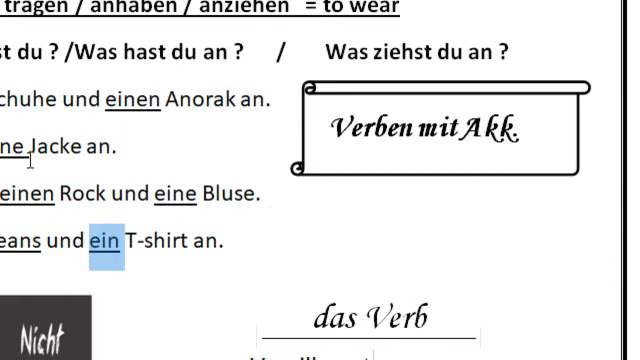 tragen / anhaben / anziehen = to wear
st du ? /Was hast du an ? / Was ziehst du an ?
chuhe und einen Anorak an.
Verben mit Akk.
ne Jacke an.
einen Rock und eine Bluse.
eans und ein T-shirt an.
das Verb
Nicht